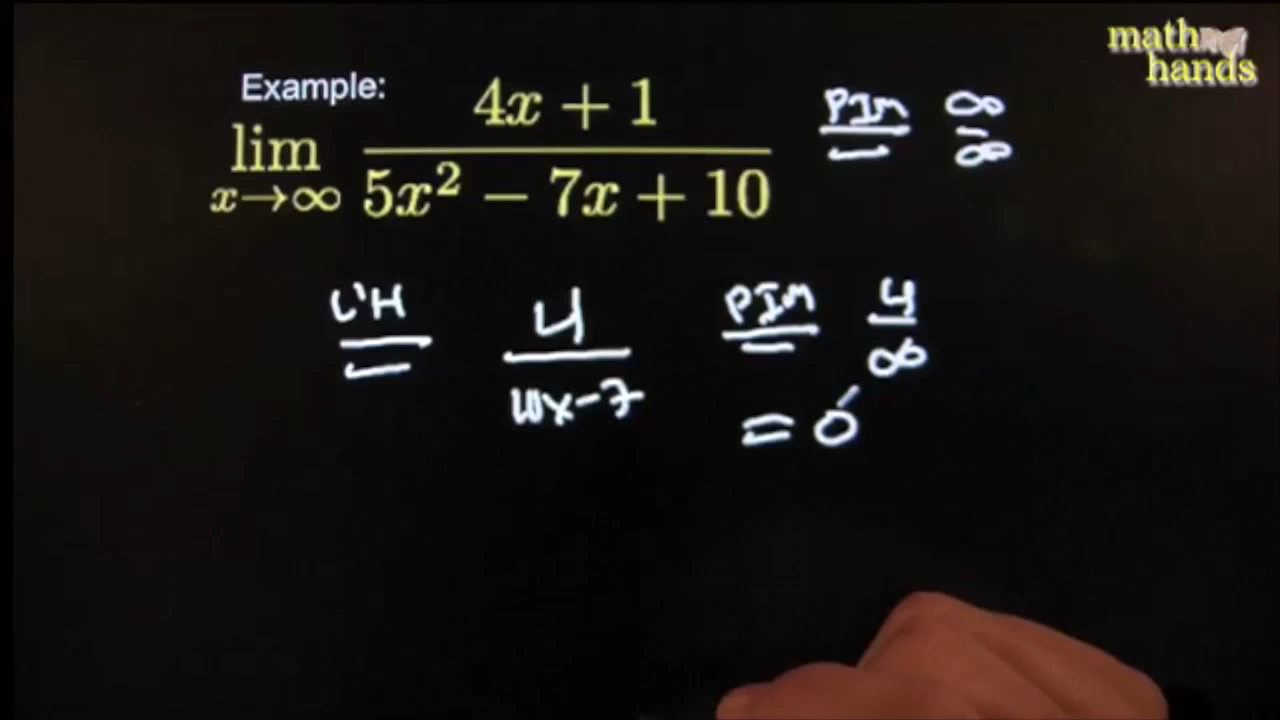 math
hands
Example:
lim x→∞ (4x + 1)/(5x² − 7x + 10) PIM = ∞/∞
L'H = 4/(10x-7) PIM = 4/∞
= 0